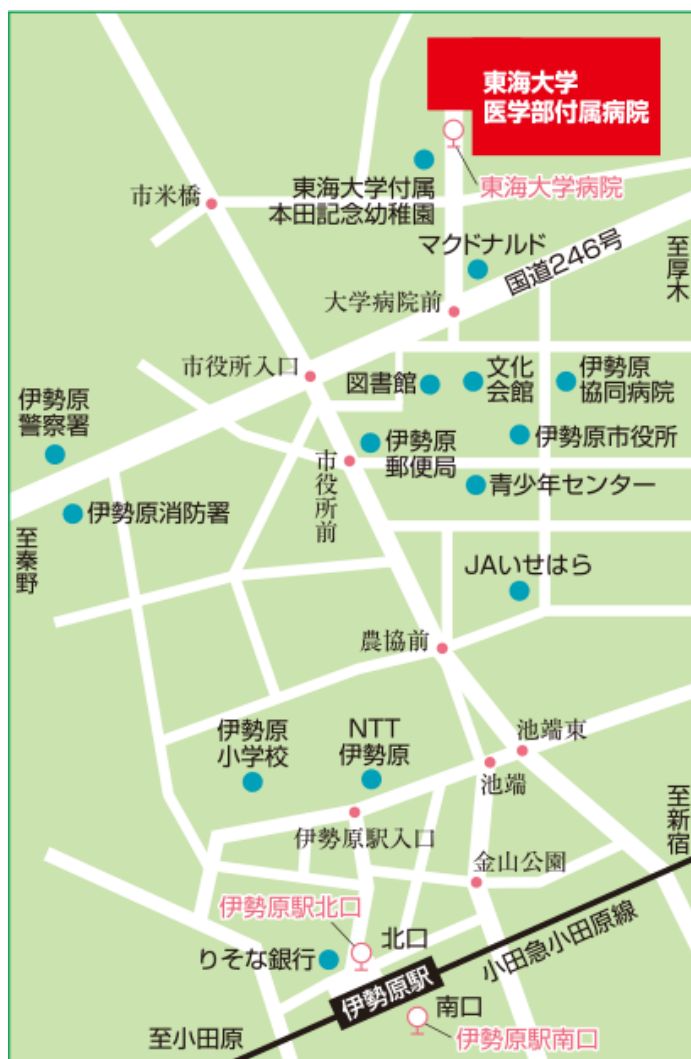 東海大学
医学部付属病院
東海大学病院
東海大学付属
本田記念幼稚園
市米橋
マクドナルド
国道246号
至厚木
大学病院前
市役所入口
図書館
文化
会館
伊勢原
協同病院
伊勢原
警察署
伊勢原
郵便局
伊勢原市役所
市役所前
青少年センター
伊勢原消防署
至秦野
JAいせはら
農協前
池端東
伊勢原
小学校
NTT
伊勢原
池端
至新宿
伊勢原駅入口
金山公園
伊勢原駅北口
北口
りそな銀行
小田急小田原線
伊勢原駅
南口
至小田原
伊勢原駅南口